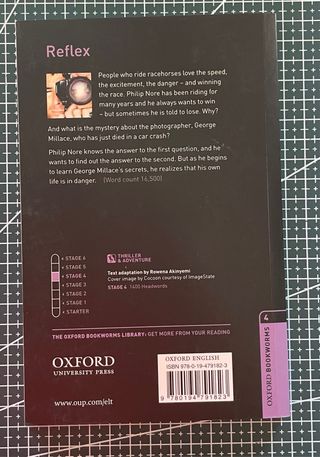 Reflex
People who ride racehorses love the speed,
the excitement, the danger – and winning
the race. Philip Nore has been riding for
many years and he always wants to win
– but sometimes he is told to lose. Why?
And what is the mystery about the photographer, George
Millace, who has just died in a car crash?
Philip Nore knows the answer to the first question, and he
wants to find out the answer to the second. But as he begins
to learn George Millace's secrets, he realizes that his own
life is in danger. (Word count 16,500)
• STAGE 6
• STAGE 5
• STAGE 4
• STAGE 3
• STAGE 2
• STAGE 1
• STARTER
THRILLER
& ADVENTURE
Text adaptation by Rowena Akinyemi
Cover image by Cocoon courtesy of ImageState
STAGE 4 1400 Headwords
THE OXFORD BOOKWORMS LIBRARY: GET MORE FROM YOUR READING
OXFORD
UNIVERSITY PRESS
www.oup.com/elt
OXFORD ENGLISH
ISBN 978-0-19-479182-3
9 780194 791823
4
OXFORD BOOKWORMS